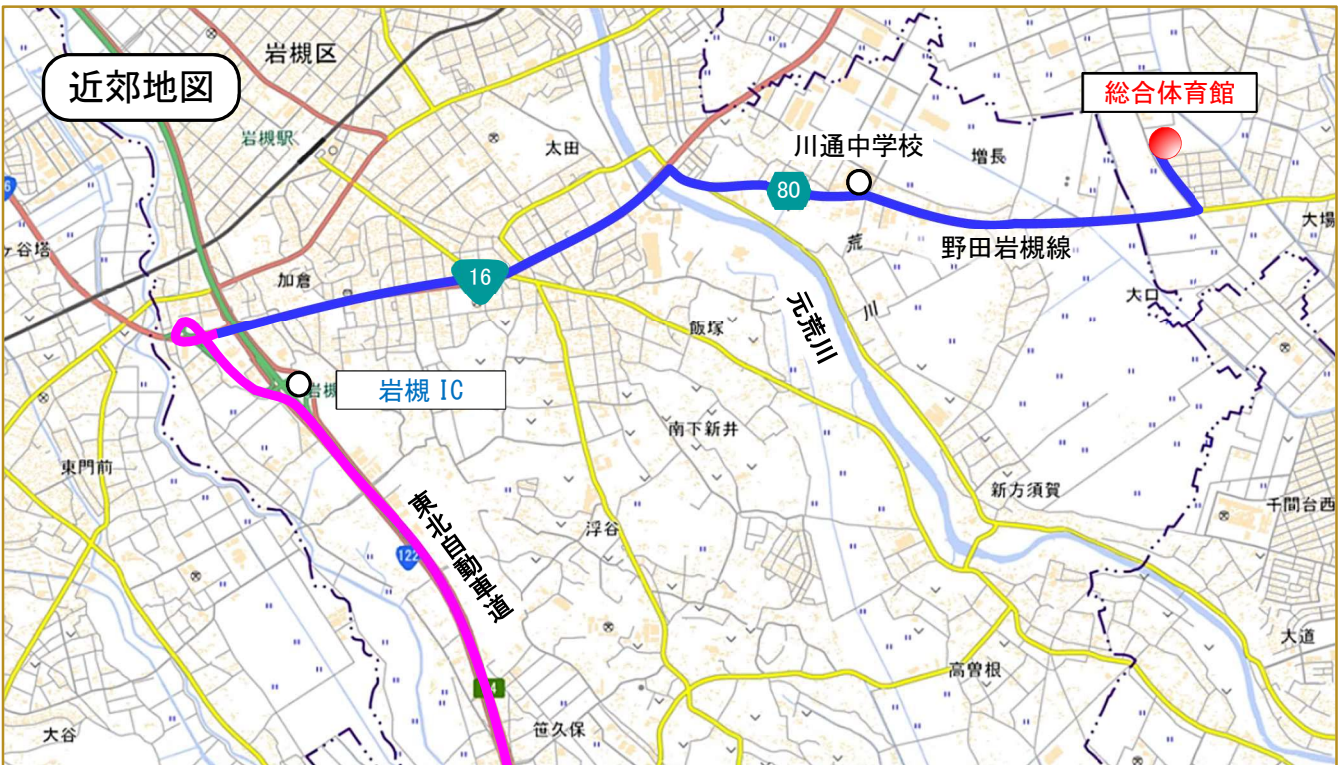 近郊地図
岩槻区
総合体育館
岩槻駅
太田
川通中学校
増長
80
6
ヶ谷塔
大場
野田岩槻線
荒
川
加倉
16
大口
元荒川
飯塚
岩槻
岩槻 IC
南下新井
東門前
新方須賀
千間台西
東北自動車道
浮谷
122
大道
高曽根
笹久保
大谷